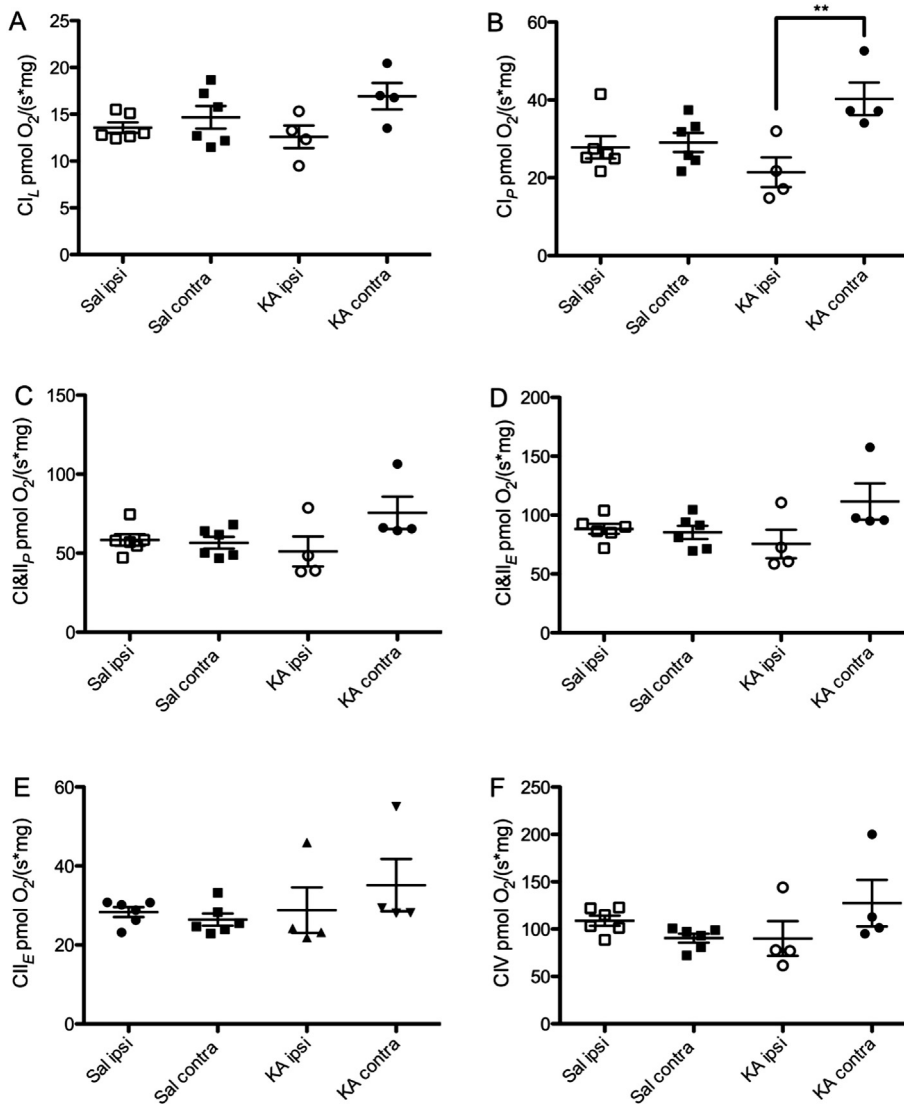 A
CI_L pmol O₂/(s*mg)
25
20
15
10
5
0
Sal ipsi
Sal contra
KA ipsi
KA contra
B
**
CI_P pmol O₂/(s*mg)
60
40
20
0
Sal ipsi
Sal contra
KA ipsi
KA contra
C
CI&II_P pmol O₂/(s*mg)
150
100
50
0
Sal ipsi
Sal contra
KA ipsi
KA contra
D
CI&II_E pmol O₂/(s*mg)
200
150
100
50
0
Sal ipsi
Sal contra
KA ipsi
KA contra
E
CII_E pmol O₂/(s*mg)
60
40
20
0
Sal ipsi
Sal contra
KA ipsi
KA contra
F
CIV pmol O₂/(s*mg)
250
200
150
100
50
0
Sal ipsi
Sal contra
KA ipsi
KA contra